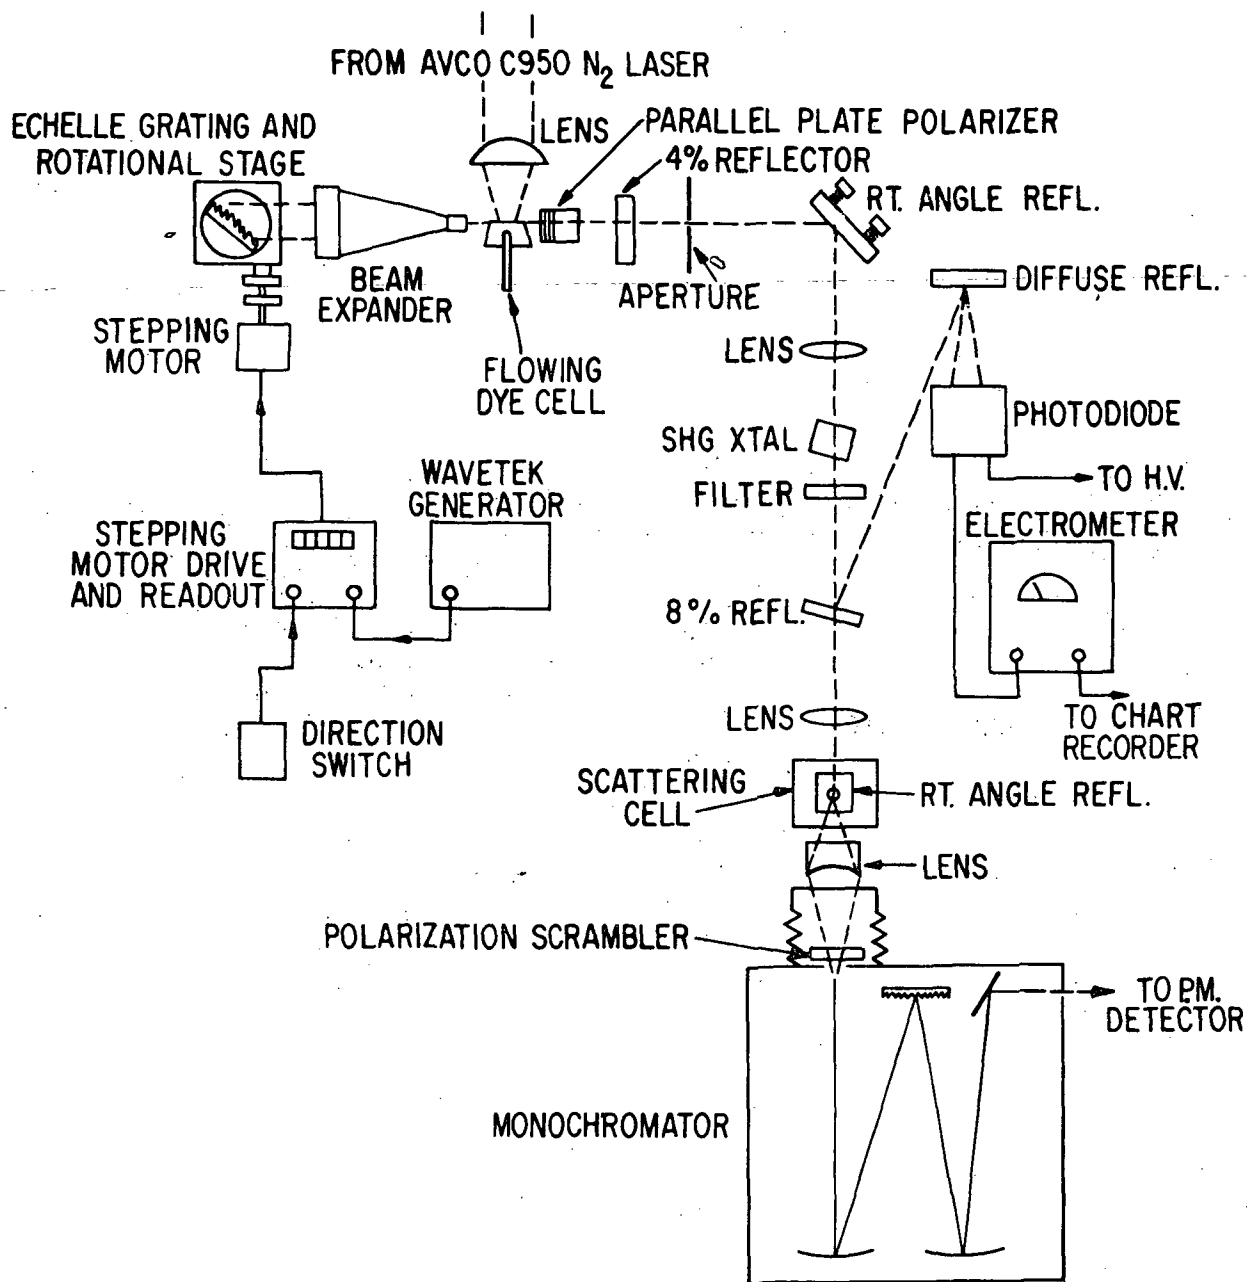 FROM AVCO C950 N2 LASER
ECHELLE GRATING AND
ROTATIONAL STAGE
LENS
PARALLEL PLATE POLARIZER
4% REFLECTOR
RT. ANGLE REFL.
BEAM
EXPANDER
APERTURE
DIFFUSE REFL.
STEPPING
MOTOR
FLOWING
DYE CELL
LENS
PHOTODIODE
SHG XTAL
WAVETEK
GENERATOR
FILTER
TO H.V.
ELECTROMETER
STEPPING
MOTOR DRIVE
AND READOUT
8% REFL.
DIRECTION
SWITCH
LENS
TO CHART
RECORDER
SCATTERING
CELL
RT. ANGLE REFL.
LENS
POLARIZATION SCRAMBLER
TO P.M.
DETECTOR
MONOCHROMATOR